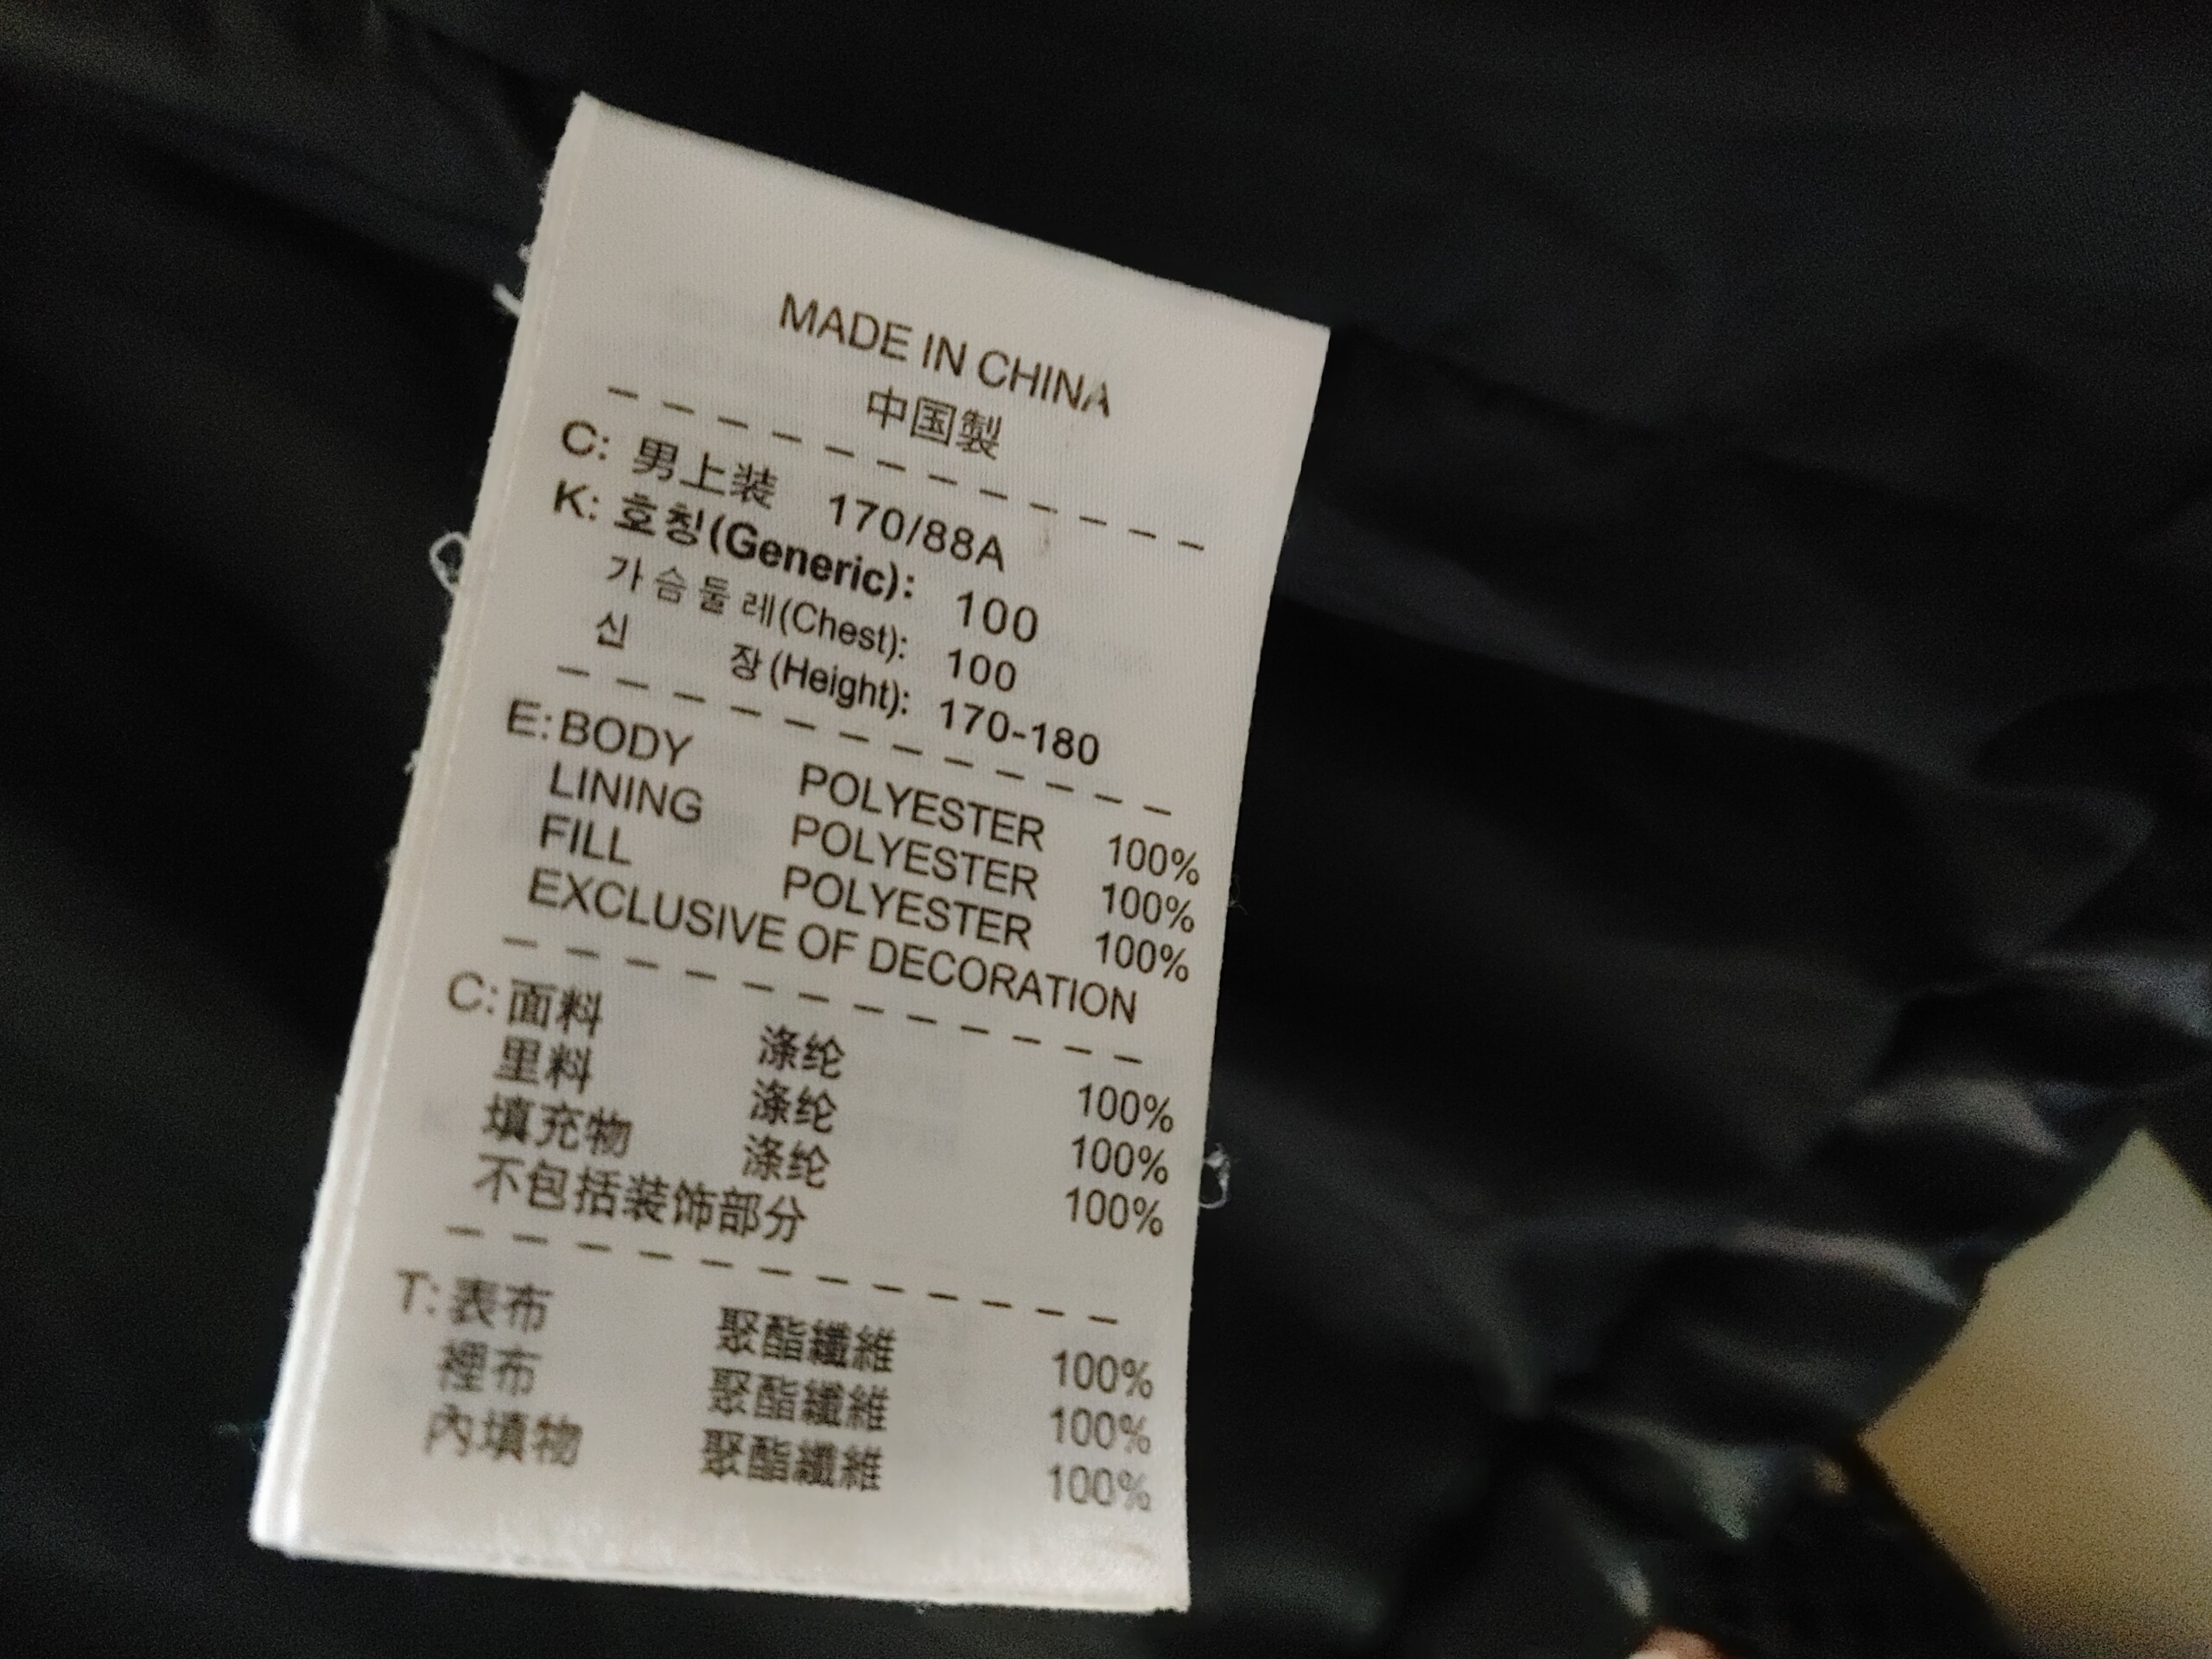 MADE IN CHINA
中国製
C: 男上装 170/88A
K: 호칭(Generic): 100
가슴둘레(Chest): 100
신 장(Height): 170-180
E: BODY POLYESTER 100%
LINING POLYESTER 100%
FILL POLYESTER 100%
EXCLUSIVE OF DECORATION
C: 面料 涤纶 100%
里料 涤纶 100%
填充物 涤纶 100%
不包括装饰部分
T: 表布 聚酯纖維 100%
裡布 聚酯纖維 100%
內填物 聚酯纖維 100%